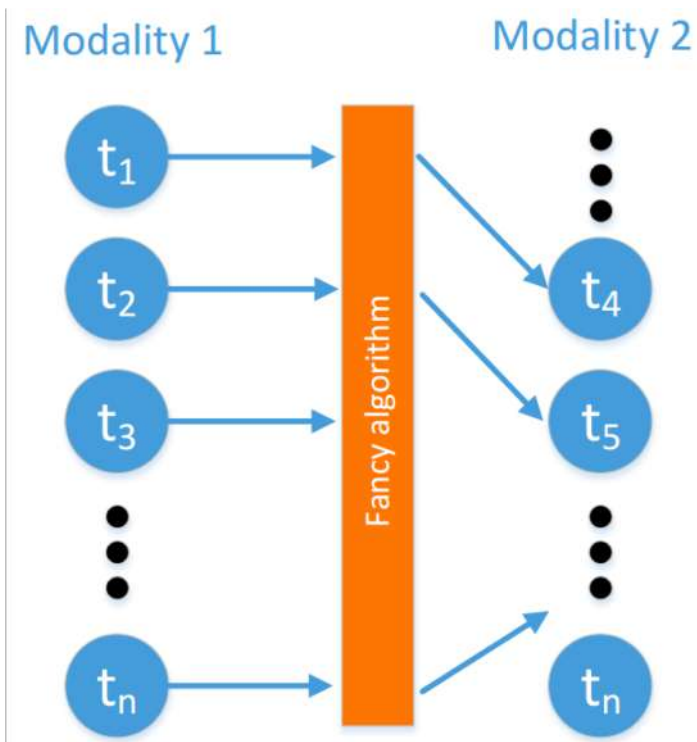 Modality 1
Modality 2
t₁
t₂
t₃
tₙ
Fancy algorithm
t₄
t₅
tₙ